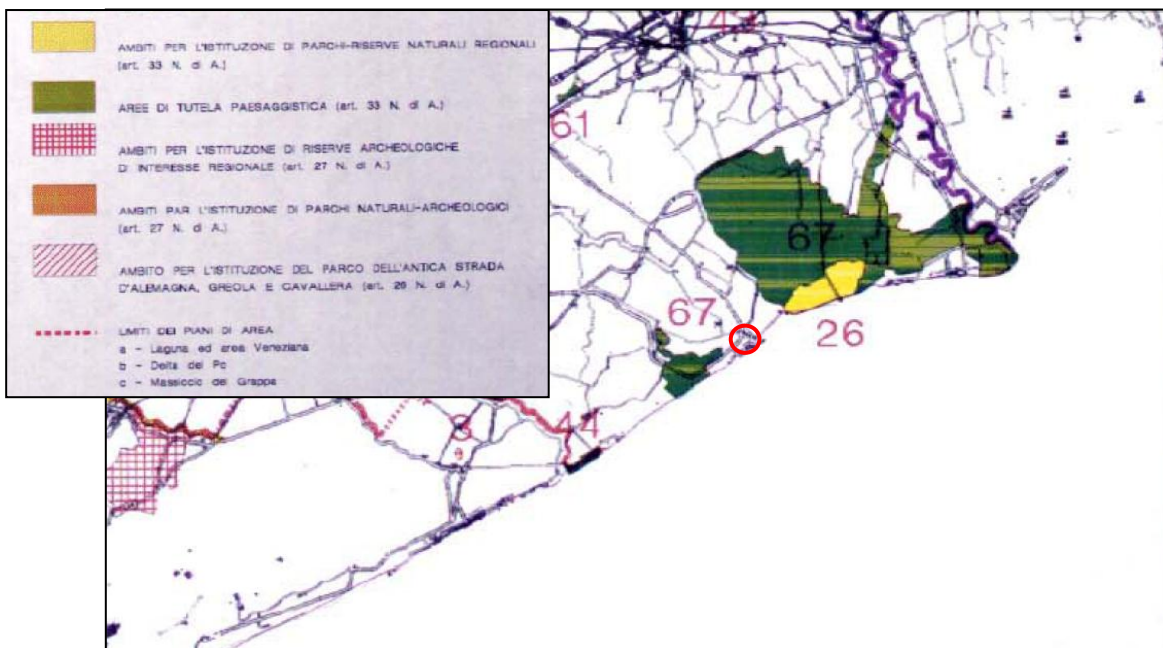 AMBITI PER L'ISTITUZONE DI PARCHI-RISERVE NATURALI REGIONALI
(art. 33 N. di A.)
AREE DI TUTELA PAESAGGISTICA (art. 33 N. di A.)
AMBITI PER L'ISTITUZIONE DI RISERVE ARCHEOLOGICHE
DI INTERESSE REGIONALE (art. 27 N. di A.)
AMBITI PAR L'ISTITUZIONE DI PARCHI NATURALI-ARCHEOLOGICI
(art. 27 N. di A.)
AMBITO PER L'ISTITUZIONE DEL PARCO DELL'ANTICA STRADA
D'ALEMAGNA, GREOLA E CAVALLERA (art. 26 N. di A.)
LIMITI DEI PIANI DI AREA
a - Laguna ed area Veneziana
b - Delta del Po
c - Massiccio del Grappa
61
67
67
26
44